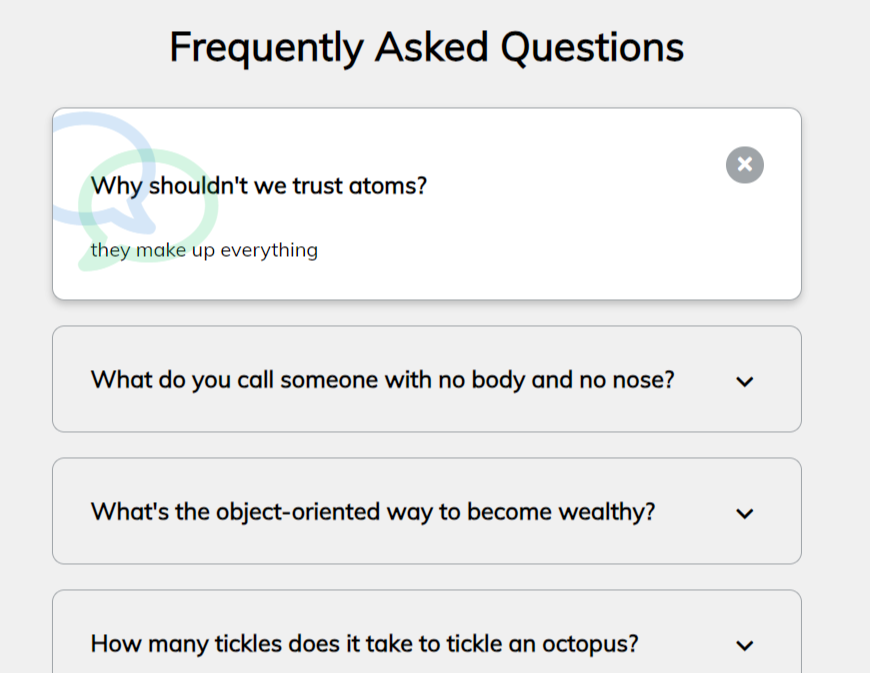 Frequently Asked Questions
Why shouldn't we trust atoms?
they make up everything
What do you call someone with no body and no nose?
What's the object-oriented way to become wealthy?
How many tickles does it take to tickle an octopus?